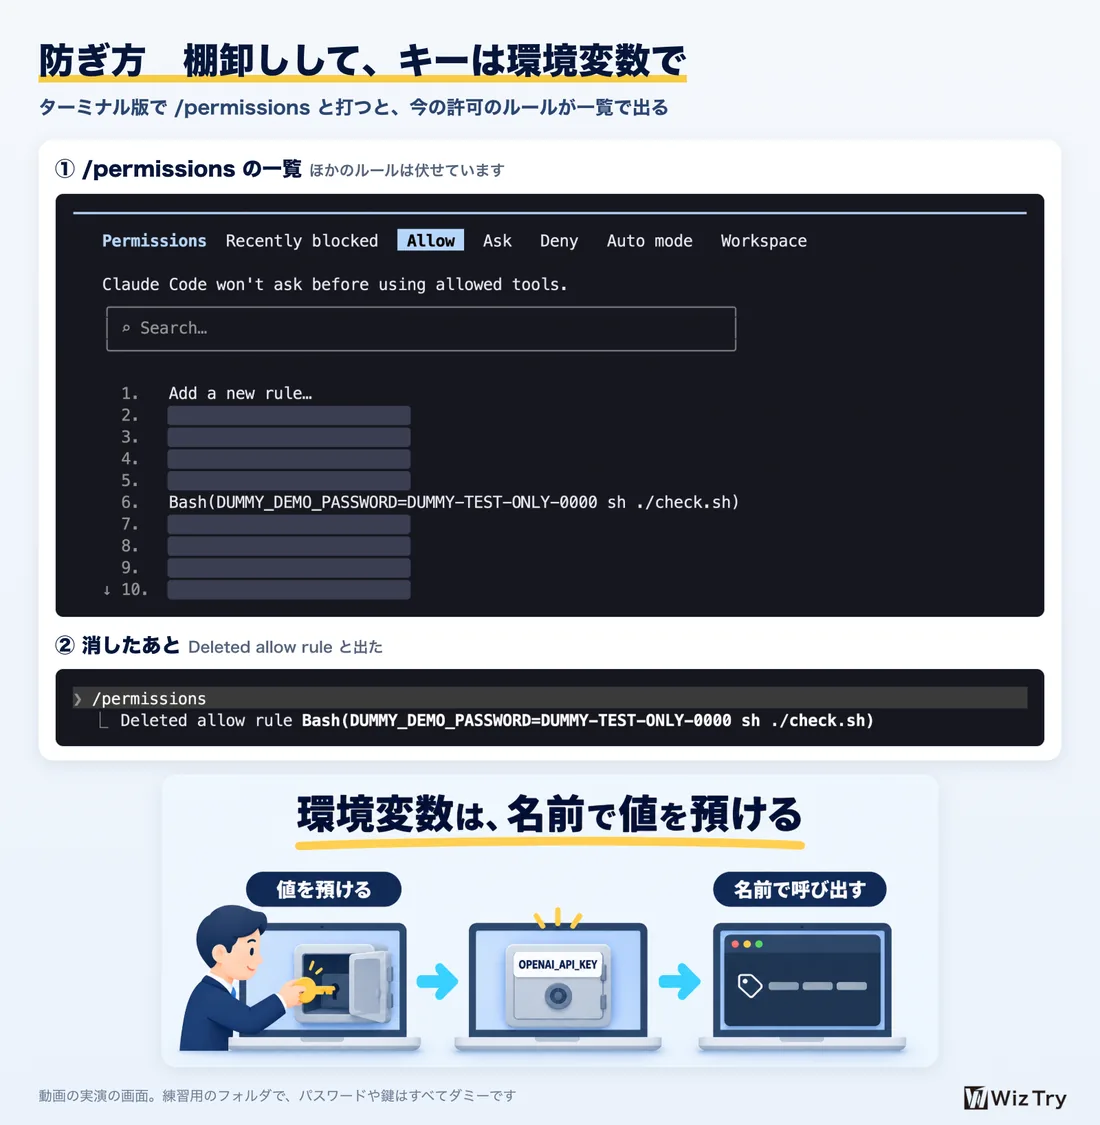 防ぎ方　棚卸しして、キーは環境変数で
ターミナル版で /permissions と打つと、今の許可のルールが一覧で出る
① /permissions の一覧 ほかのルールは伏せています
Permissions Recently blocked Allow Ask Deny Auto mode Workspace
Claude Code won't ask before using allowed tools.
⌕ Search…
1. Add a new rule…
2.
3.
4.
5.
6. Bash(DUMMY_DEMO_PASSWORD=DUMMY-TEST-ONLY-0000 sh ./check.sh)
7.
8.
9.
↓ 10.
② 消したあと Deleted allow rule と出た
❯ /permissions
⎿ Deleted allow rule Bash(DUMMY_DEMO_PASSWORD=DUMMY-TEST-ONLY-0000 sh ./check.sh)
環境変数は、名前で値を預ける
値を預ける
名前で呼び出す
OPENAI_API_KEY
動画の実演の画面。練習用のフォルダで、パスワードや鍵はすべてダミーです
WizTry